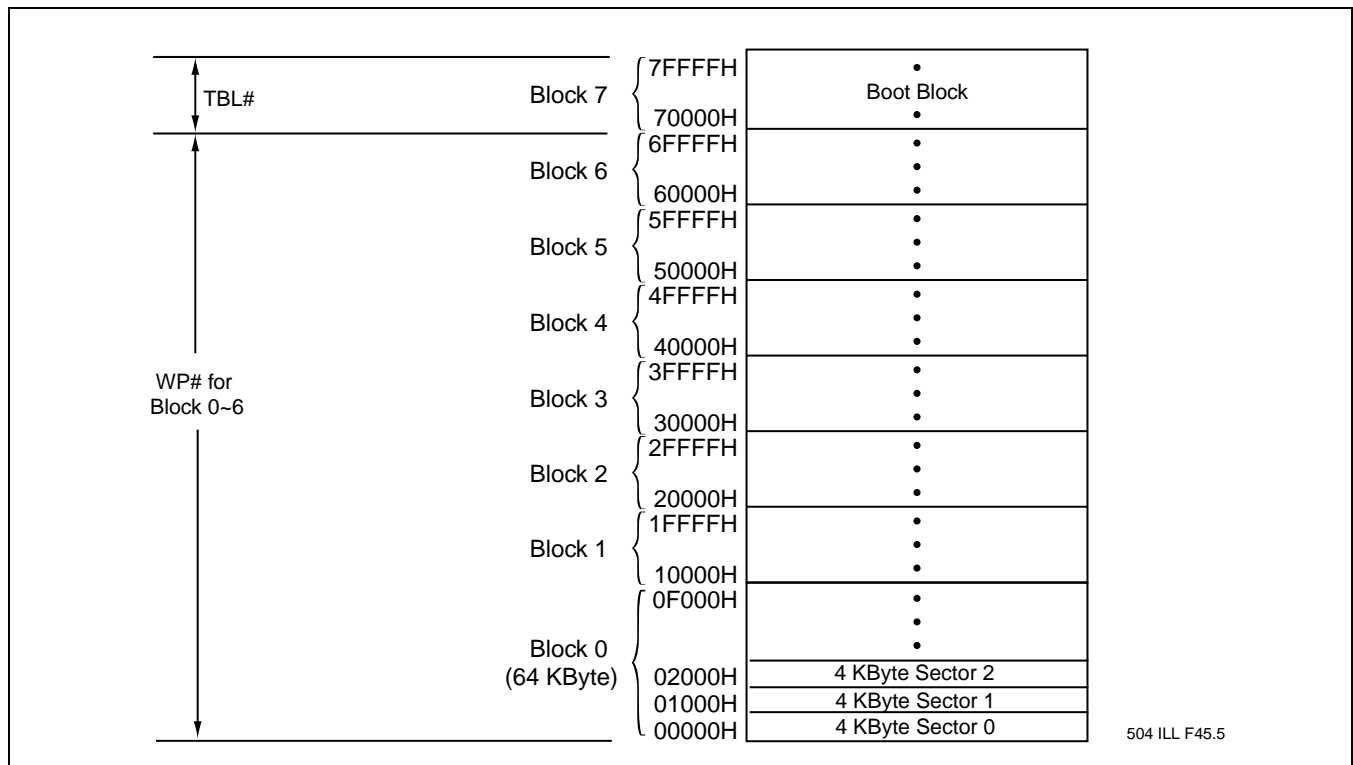 TBL#
Block 7
7FFFFH
70000H
Boot Block
Block 6
6FFFFH
60000H
Block 5
5FFFFH
50000H
Block 4
4FFFFH
40000H
WP# for
Block 0~6
Block 3
3FFFFH
30000H
Block 2
2FFFFH
20000H
Block 1
1FFFFH
10000H
Block 0
(64 KByte)
0F000H
02000H
4 KByte Sector 2
01000H
4 KByte Sector 1
00000H
4 KByte Sector 0
504 ILL F45.5